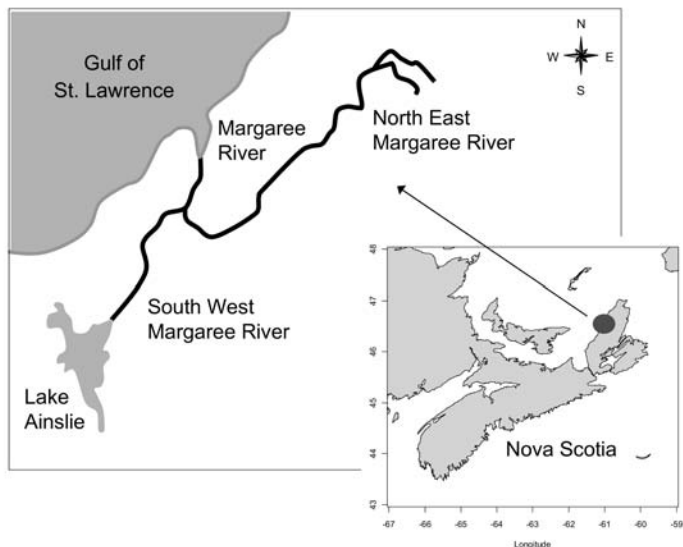 Gulf of
St. Lawrence
Margaree
River
North East
Margaree River
N
W E
S
South West
Margaree River
Lake
Ainslie
48
47
46
45
44
43
Nova Scotia
-67 -66 -65 -64 -63 -62 -61 -60 -59
Longitude